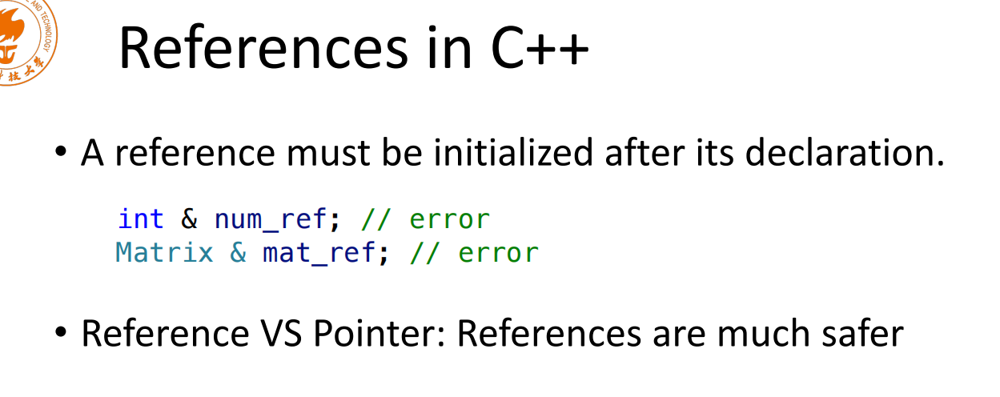 AND TECHNOLOGY
技大学
References in C++
• A reference must be initialized after its declaration.
int & num_ref; // error
Matrix & mat_ref; // error
• Reference VS Pointer: References are much safer